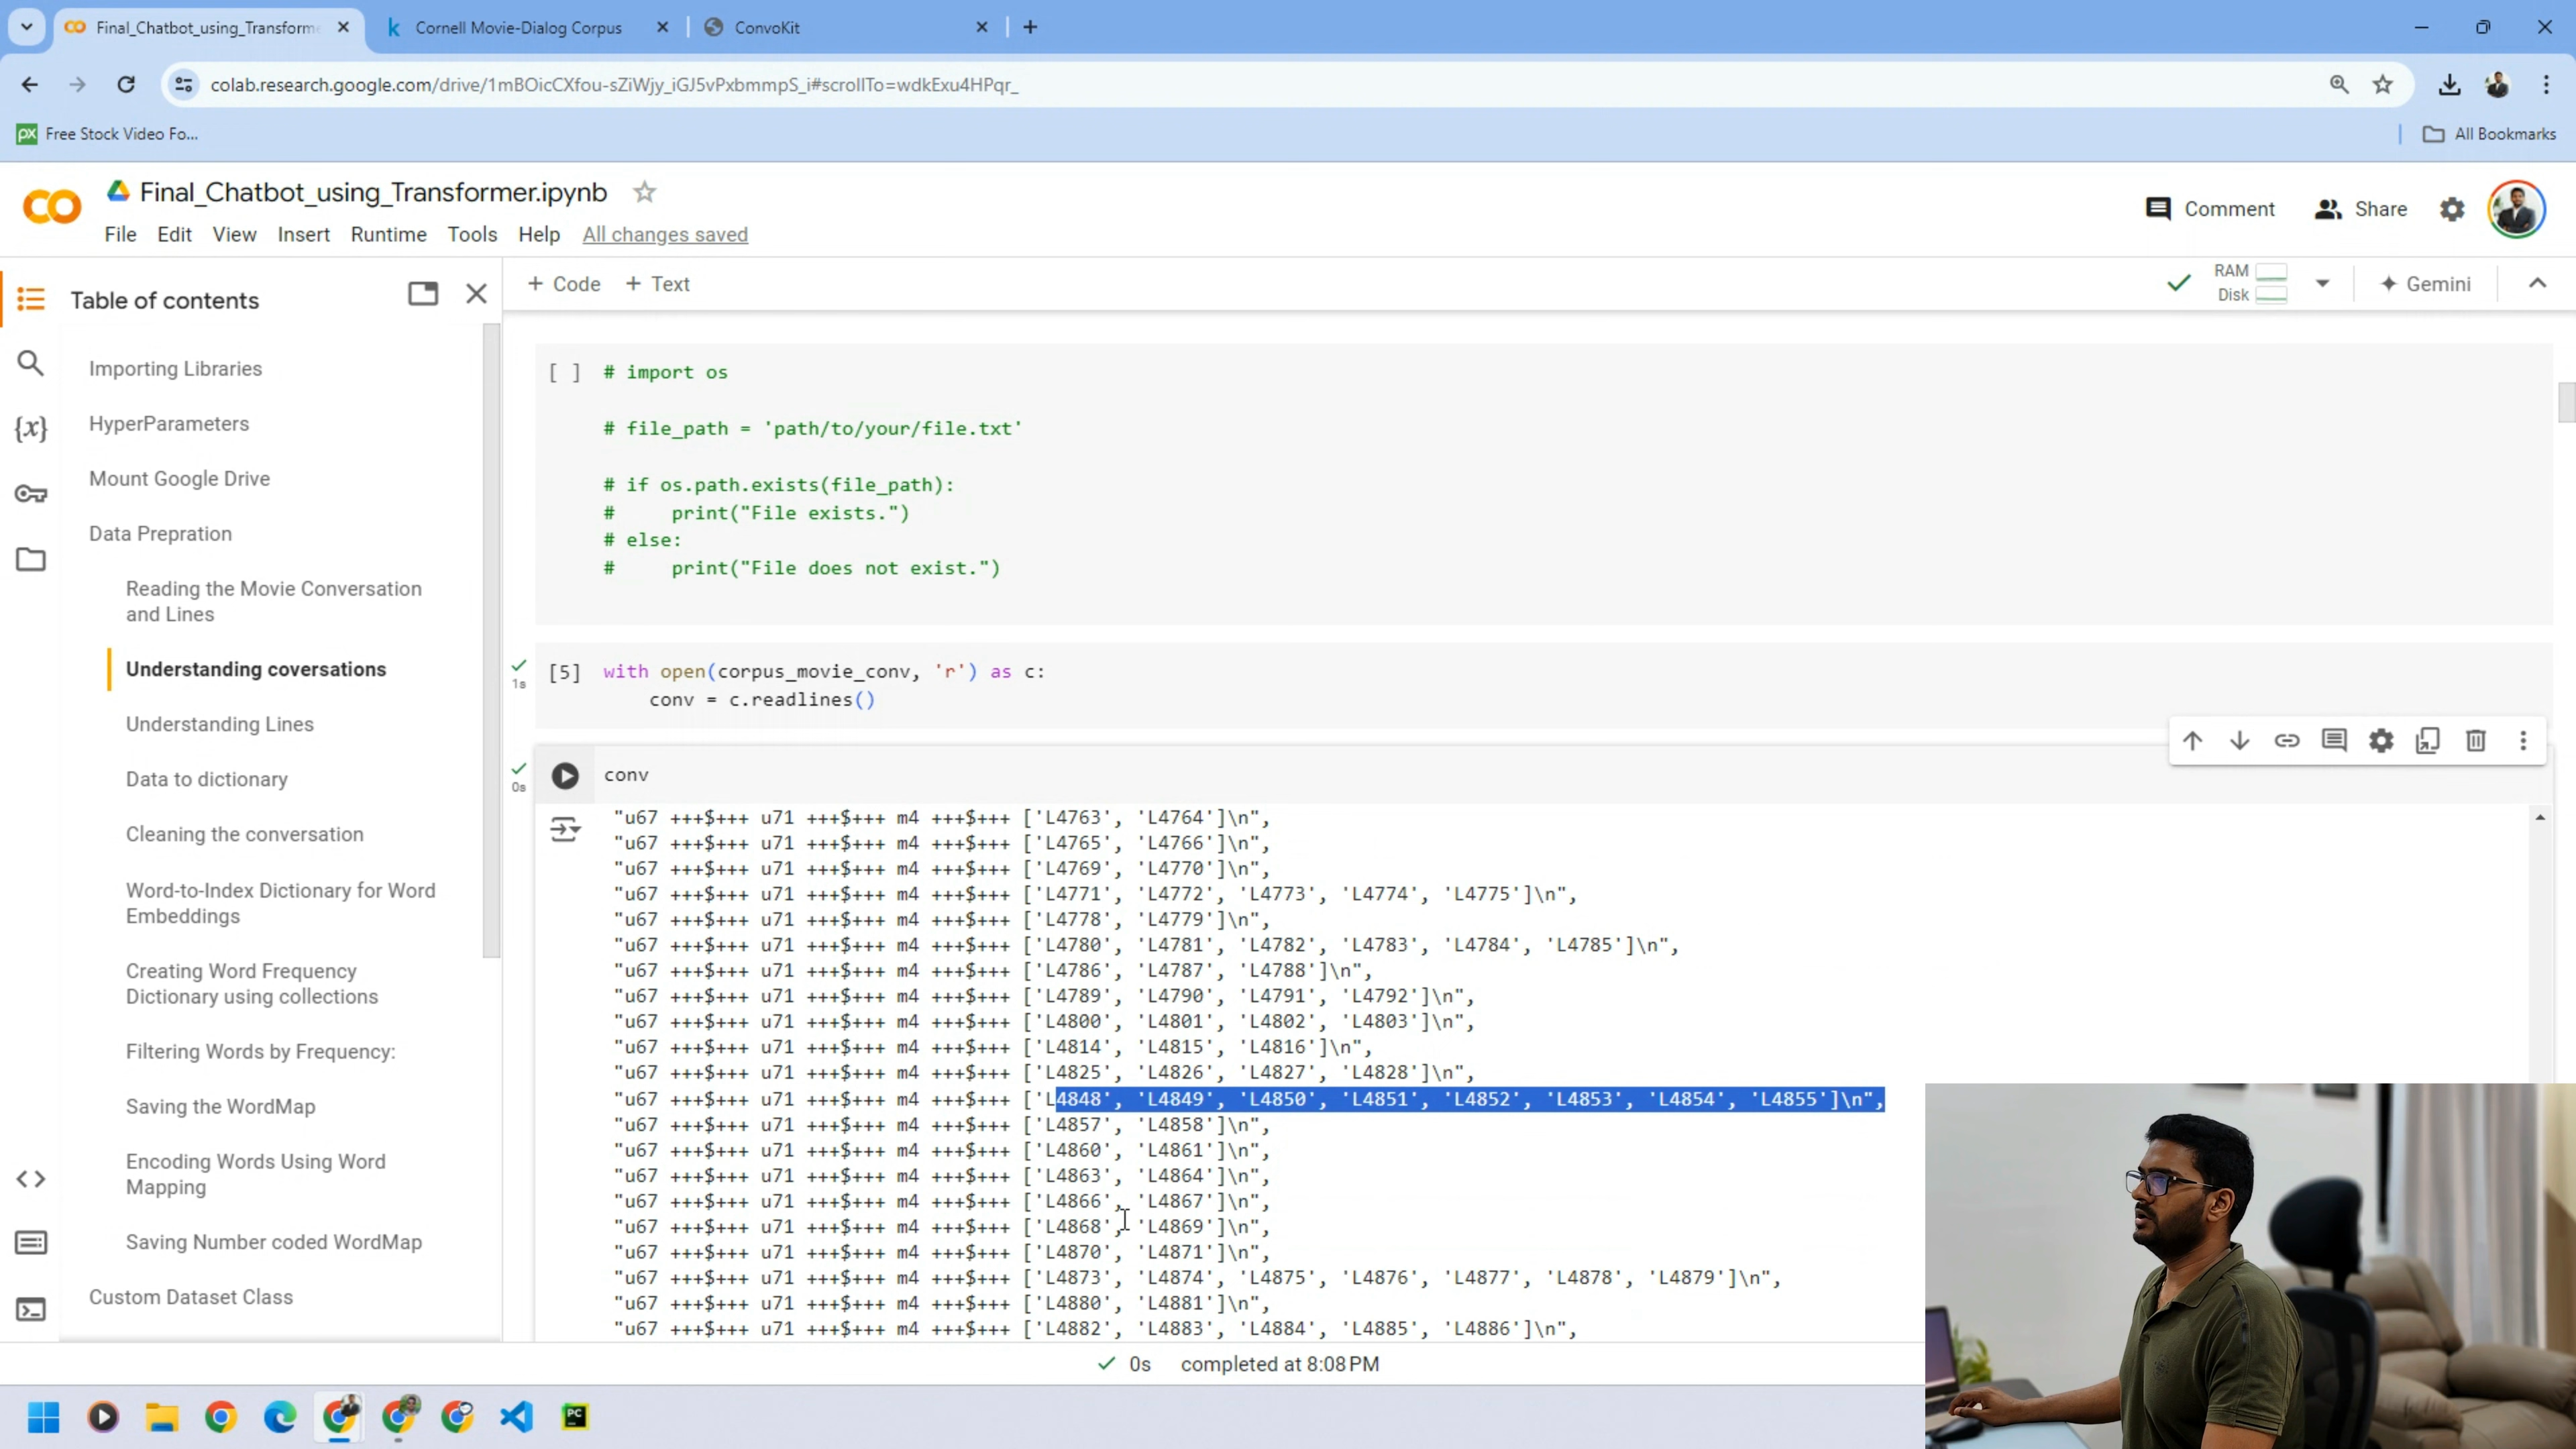 Final_Chatbot_using_Transforme
Cornell Movie-Dialog Corpus
ConvoKit
colab.research.google.com/drive/1mBOicCXfou-sZiWjy_iGJ5vPxbmmpS_i#scrollTo=wdkExu4HPqr_
px Free Stock Video Fo...
All Bookmarks
Final_Chatbot_using_Transformer.ipynb
Comment
Share
File Edit View Insert Runtime Tools Help All changes saved
Table of contents
+ Code + Text
RAM
Disk
Gemini
Importing Libraries
HyperParameters
Mount Google Drive
Data Prepration
Reading the Movie Conversation
and Lines
Understanding coversations
Understanding Lines
Data to dictionary
Cleaning the conversation
Word-to-Index Dictionary for Word
Embeddings
Creating Word Frequency
Dictionary using collections
Filtering Words by Frequency:
Saving the WordMap
Encoding Words Using Word
Mapping
Saving Number coded WordMap
Custom Dataset Class
[ ] # import os
# file_path = 'path/to/your/file.txt'
# if os.path.exists(file_path):
#     print("File exists.")
# else:
#     print("File does not exist.")
1s
[5] with open(corpus_movie_conv, 'r') as c:
    conv = c.readlines()
0s
conv
"u67 +++$+++ u71 +++$+++ m4 +++$+++ ['L4763', 'L4764']\n",
"u67 +++$+++ u71 +++$+++ m4 +++$+++ ['L4765', 'L4766']\n",
"u67 +++$+++ u71 +++$+++ m4 +++$+++ ['L4769', 'L4770']\n",
"u67 +++$+++ u71 +++$+++ m4 +++$+++ ['L4771', 'L4772', 'L4773', 'L4774', 'L4775']\n",
"u67 +++$+++ u71 +++$+++ m4 +++$+++ ['L4778', 'L4779']\n",
"u67 +++$+++ u71 +++$+++ m4 +++$+++ ['L4780', 'L4781', 'L4782', 'L4783', 'L4784', 'L4785']\n",
"u67 +++$+++ u71 +++$+++ m4 +++$+++ ['L4786', 'L4787', 'L4788']\n",
"u67 +++$+++ u71 +++$+++ m4 +++$+++ ['L4789', 'L4790', 'L4791', 'L4792']\n",
"u67 +++$+++ u71 +++$+++ m4 +++$+++ ['L4800', 'L4801', 'L4802', 'L4803']\n",
"u67 +++$+++ u71 +++$+++ m4 +++$+++ ['L4814', 'L4815', 'L4816']\n",
"u67 +++$+++ u71 +++$+++ m4 +++$+++ ['L4825', 'L4826', 'L4827', 'L4828']\n",
"u67 +++$+++ u71 +++$+++ m4 +++$+++ ['L4848', 'L4849', 'L4850', 'L4851', 'L4852', 'L4853', 'L4854', 'L4855']\n",
"u67 +++$+++ u71 +++$+++ m4 +++$+++ ['L4857', 'L4858']\n",
"u67 +++$+++ u71 +++$+++ m4 +++$+++ ['L4860', 'L4861']\n",
"u67 +++$+++ u71 +++$+++ m4 +++$+++ ['L4863', 'L4864']\n",
"u67 +++$+++ u71 +++$+++ m4 +++$+++ ['L4866', 'L4867']\n",
"u67 +++$+++ u71 +++$+++ m4 +++$+++ ['L4868', 'L4869']\n",
"u67 +++$+++ u71 +++$+++ m4 +++$+++ ['L4870', 'L4871']\n",
"u67 +++$+++ u71 +++$+++ m4 +++$+++ ['L4873', 'L4874', 'L4875', 'L4876', 'L4877', 'L4878', 'L4879']\n",
"u67 +++$+++ u71 +++$+++ m4 +++$+++ ['L4880', 'L4881']\n",
"u67 +++$+++ u71 +++$+++ m4 +++$+++ ['L4882', 'L4883', 'L4884', 'L4885', 'L4886']\n",
0s completed at 8:08 PM
PC